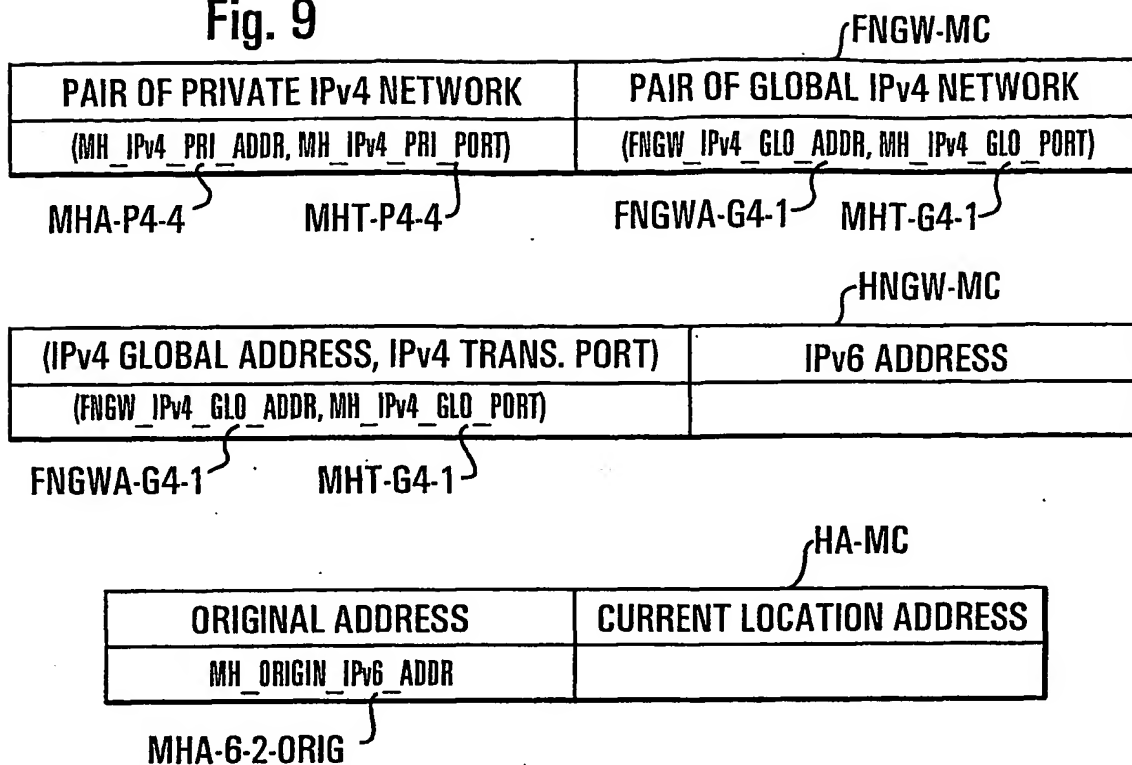 Fig. 9
FNGW-MC
PAIR OF PRIVATE IPv4 NETWORK PAIR OF GLOBAL IPv4 NETWORK
(MH_IPv4_PRI_ADDR, MH_IPv4_PRI_PORT) (FNGW_IPv4_GLO_ADDR, MH_IPv4_GLO_PORT)
MHA-P4-4 MHT-P4-4 FNGWA-G4-1 MHT-G4-1
HNGW-MC
(IPv4 GLOBAL ADDRESS, IPv4 TRANS. PORT) IPv6 ADDRESS
(FNGW_IPv4_GLO_ADDR, MH_IPv4_GLO_PORT)
FNGWA-G4-1 MHT-G4-1
HA-MC
ORIGINAL ADDRESS CURRENT LOCATION ADDRESS
MH_ORIGIN_IPv6_ADDR
MHA-6-2-ORIG